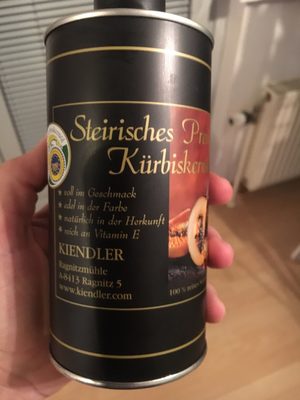 Steirisches
Kürbiskern
• voll im Geschmack
• edel in der Farbe
• natürlich in der Herkunft
• reich an Vitamin E
KIENDLER
Ragnitzmühle
A-8413 Ragnitz 5
www.kiendler.com
100 % reines